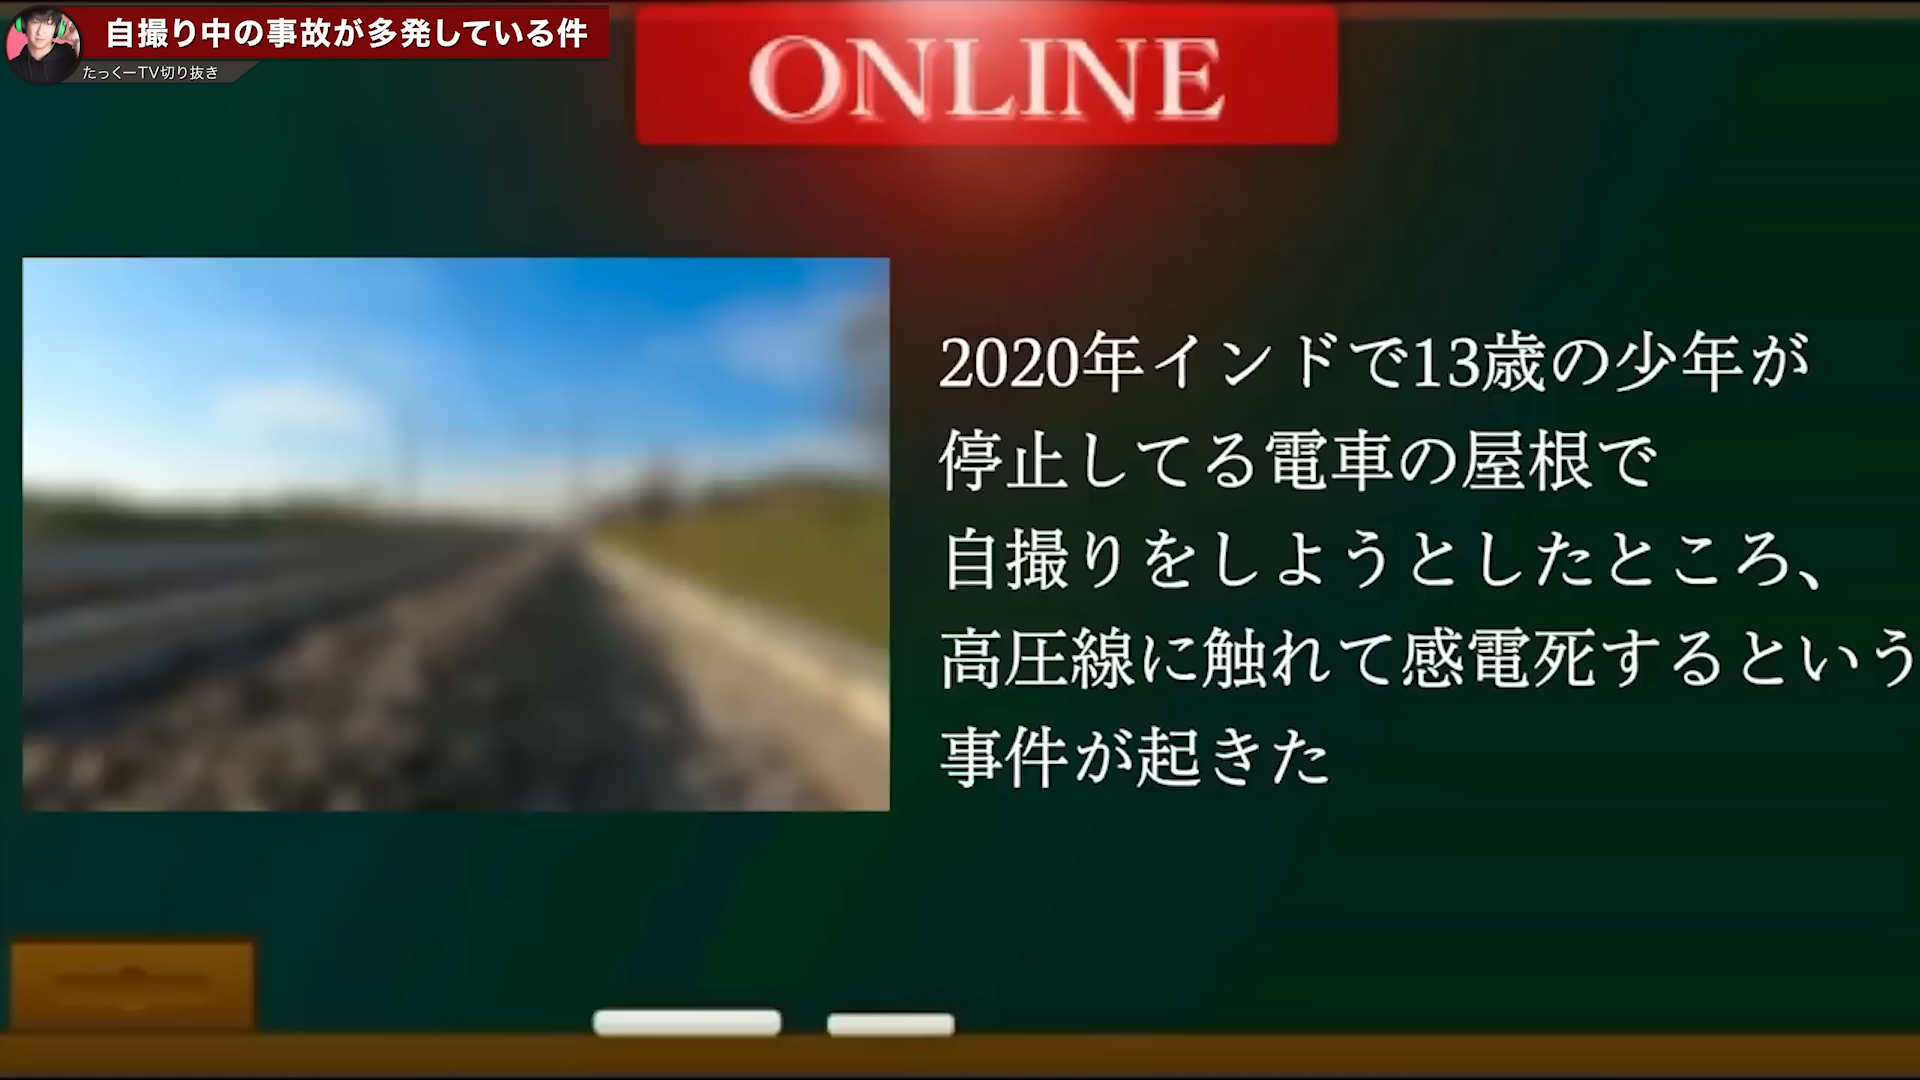 自撮り中の事故が多発している件
たっくーTV切り抜き
ONLINE
2020年インドで13歳の少年が
停止してる電車の屋根で
自撮りをしようとしたところ、
高圧線に触れて感電死するという
事件が起きた